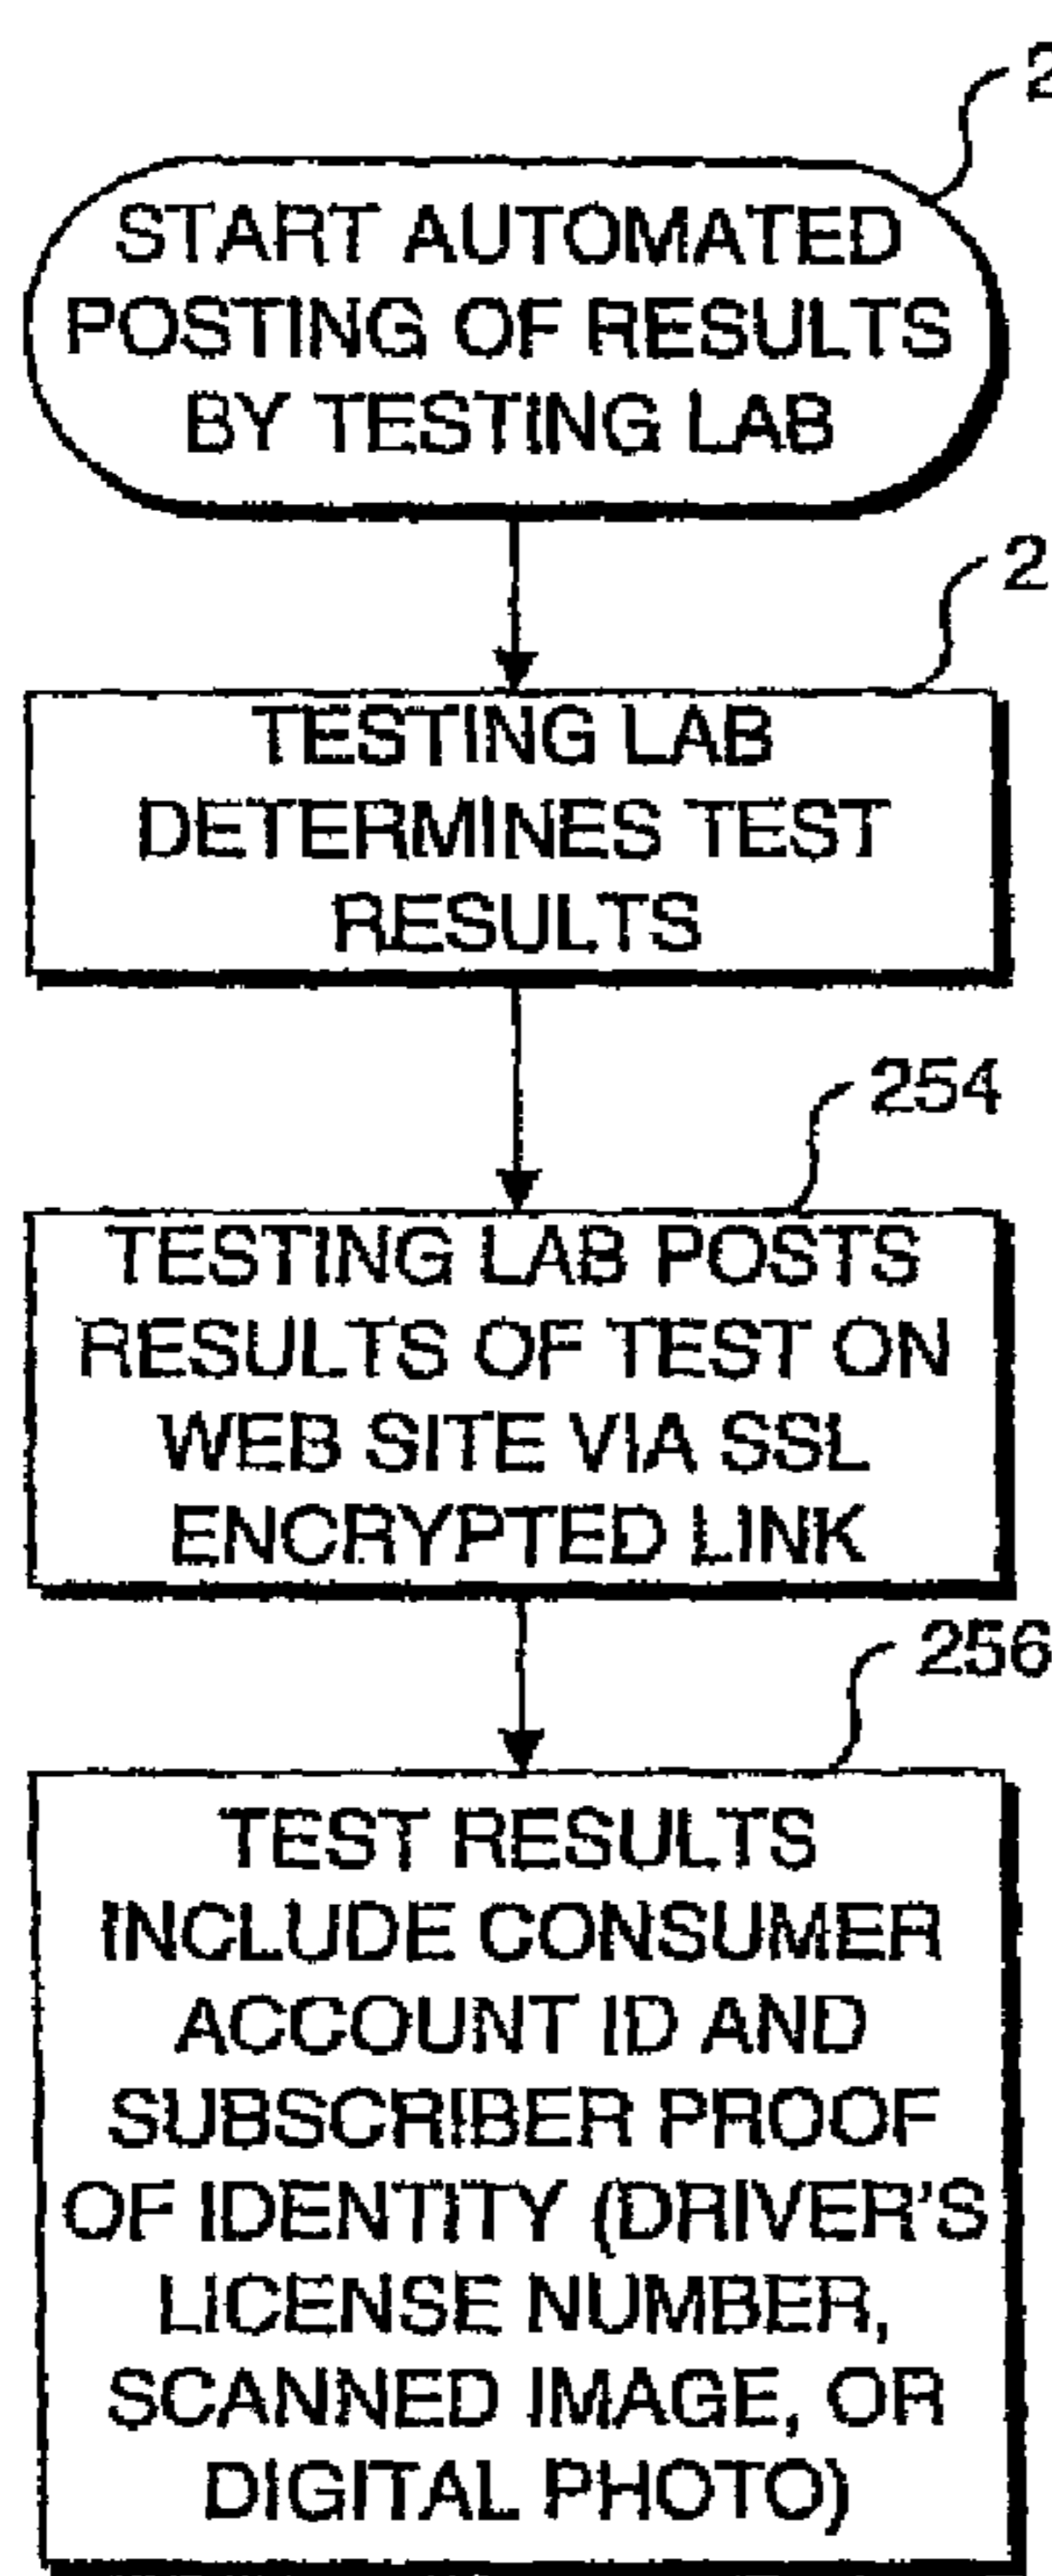 START AUTOMATED
POSTING OF RESULTS
BY TESTING LAB
TESTING LAB
DETERMINES TEST
RESULTS
254
TESTING LAB POSTS
RESULTS OF TEST ON
WEB SITE VIA SSL
ENCRYPTED LINK
256
TEST RESULTS
INCLUDE CONSUMER
ACCOUNT ID AND
SUBSCRIBER PROOF
OF IDENTITY (DRIVER'S
LICENSE NUMBER,
SCANNED IMAGE, OR
DIGITAL PHOTO)